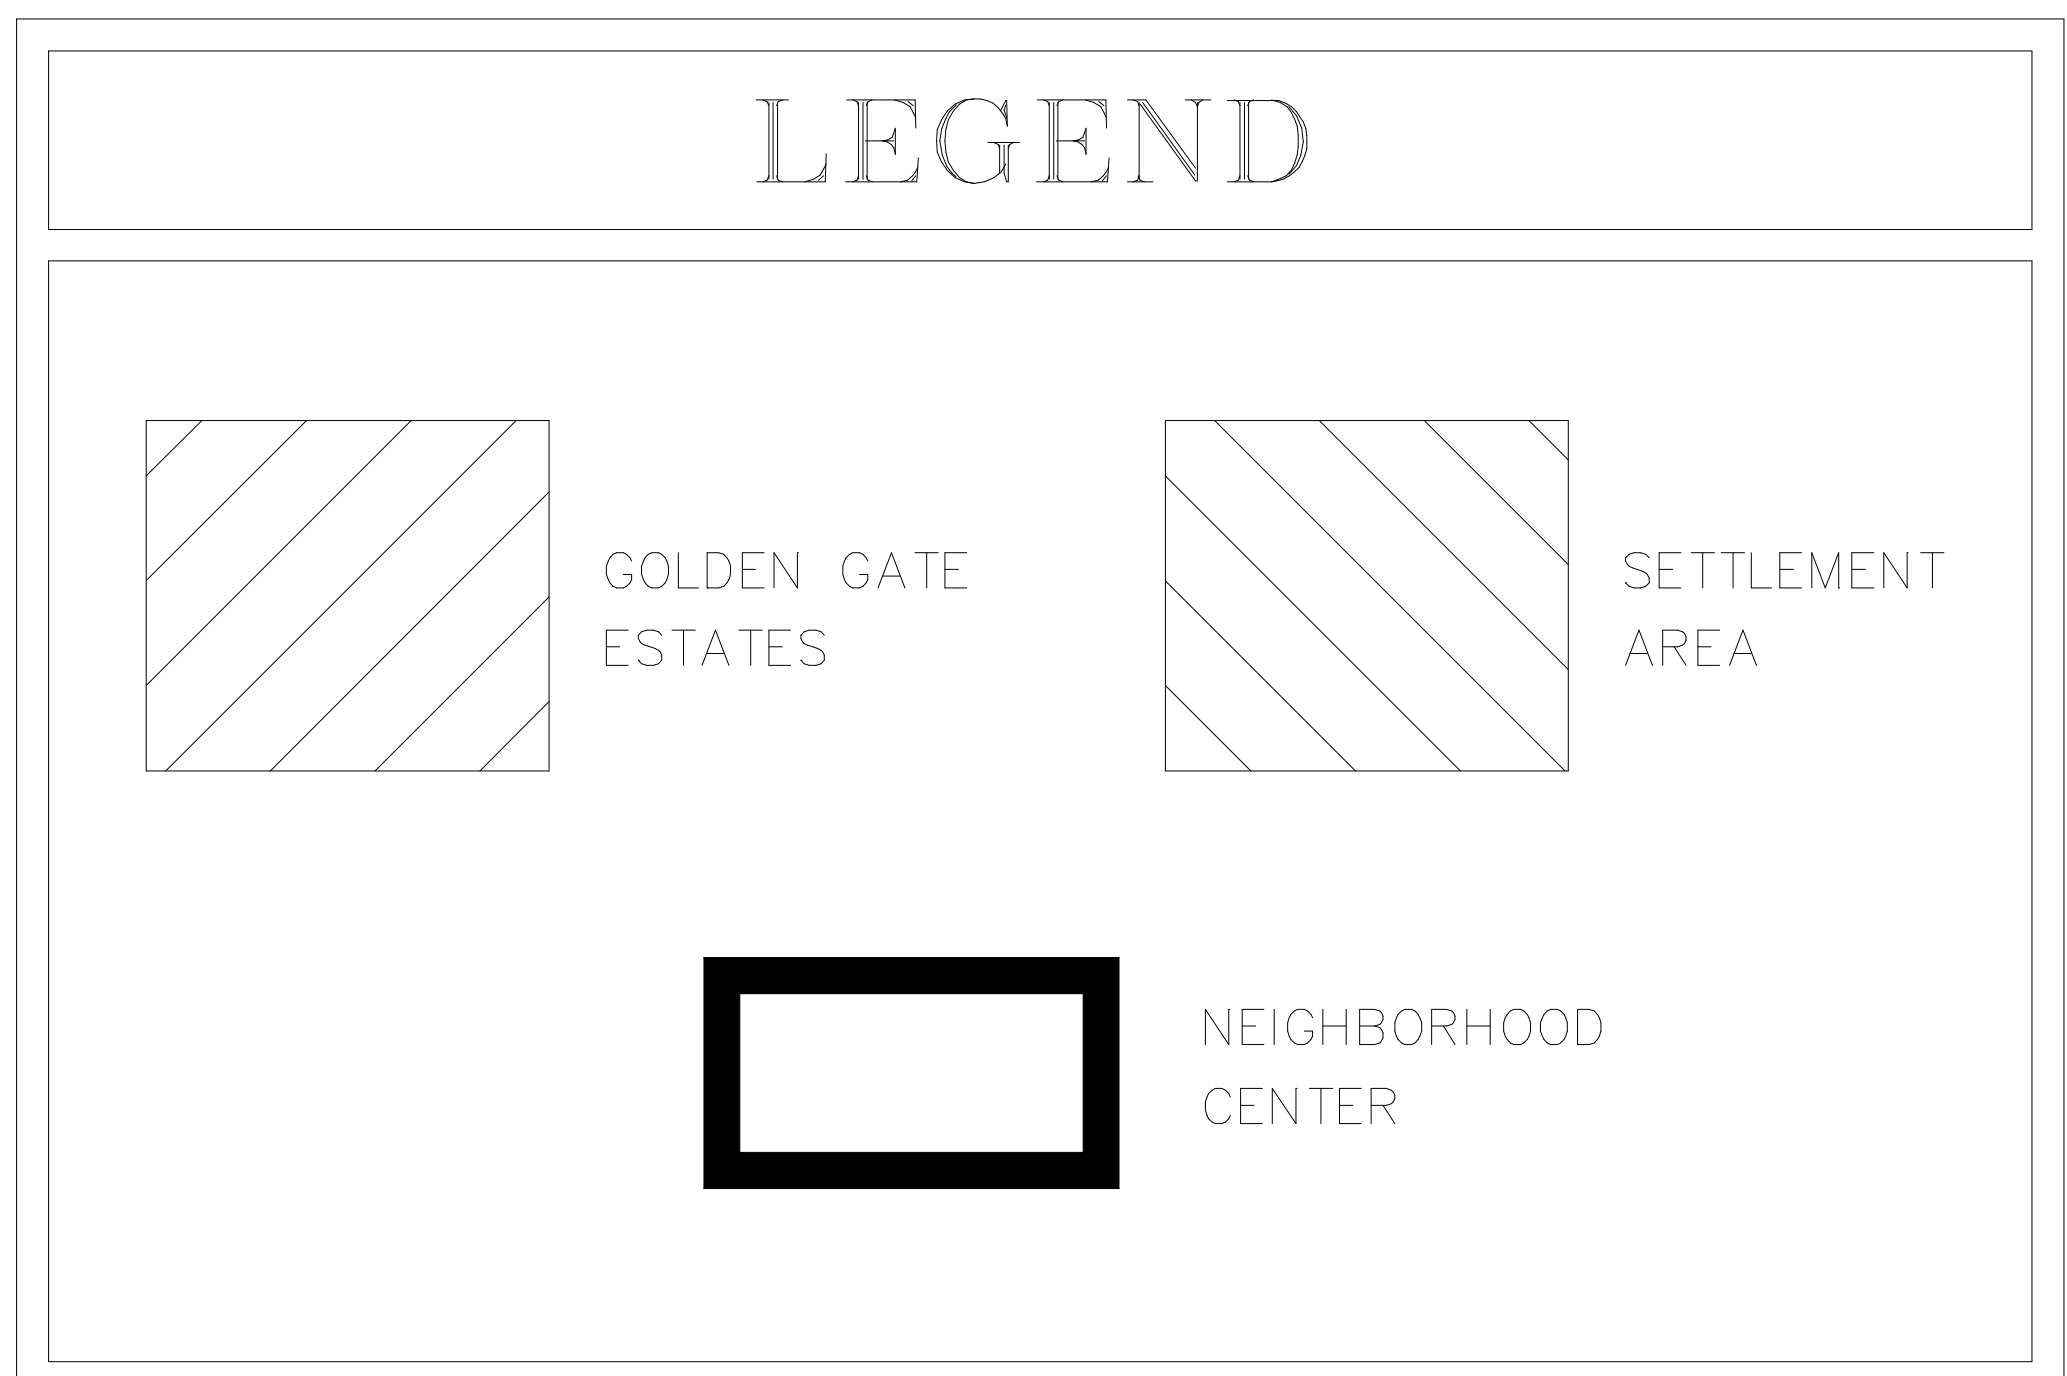 LEGEND
GOLDEN GATE
ESTATES
SETTLEMENT
AREA
NEIGHBORHOOD
CENTER